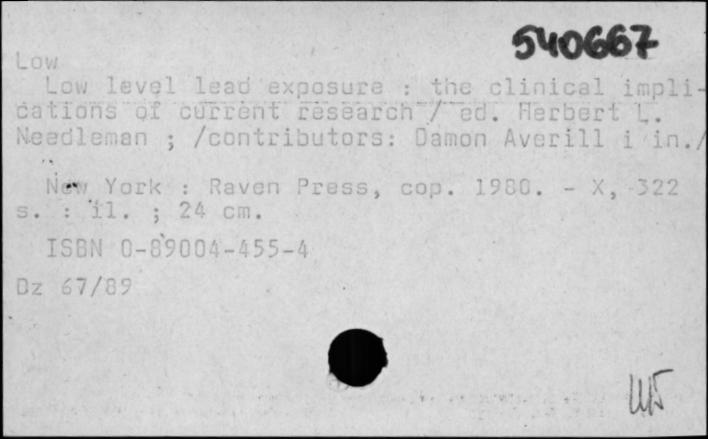 540667
Low
Low level lead exposure : the clinical impli-
cations of current research / ed. Herbert L.
Needleman ; /contributors: Damon Averill i in./
New York : Raven Press, cop. 1980. - X, 322
s. : il. ; 24 cm.
ISBN 0-89004-455-4
Dz 67/89